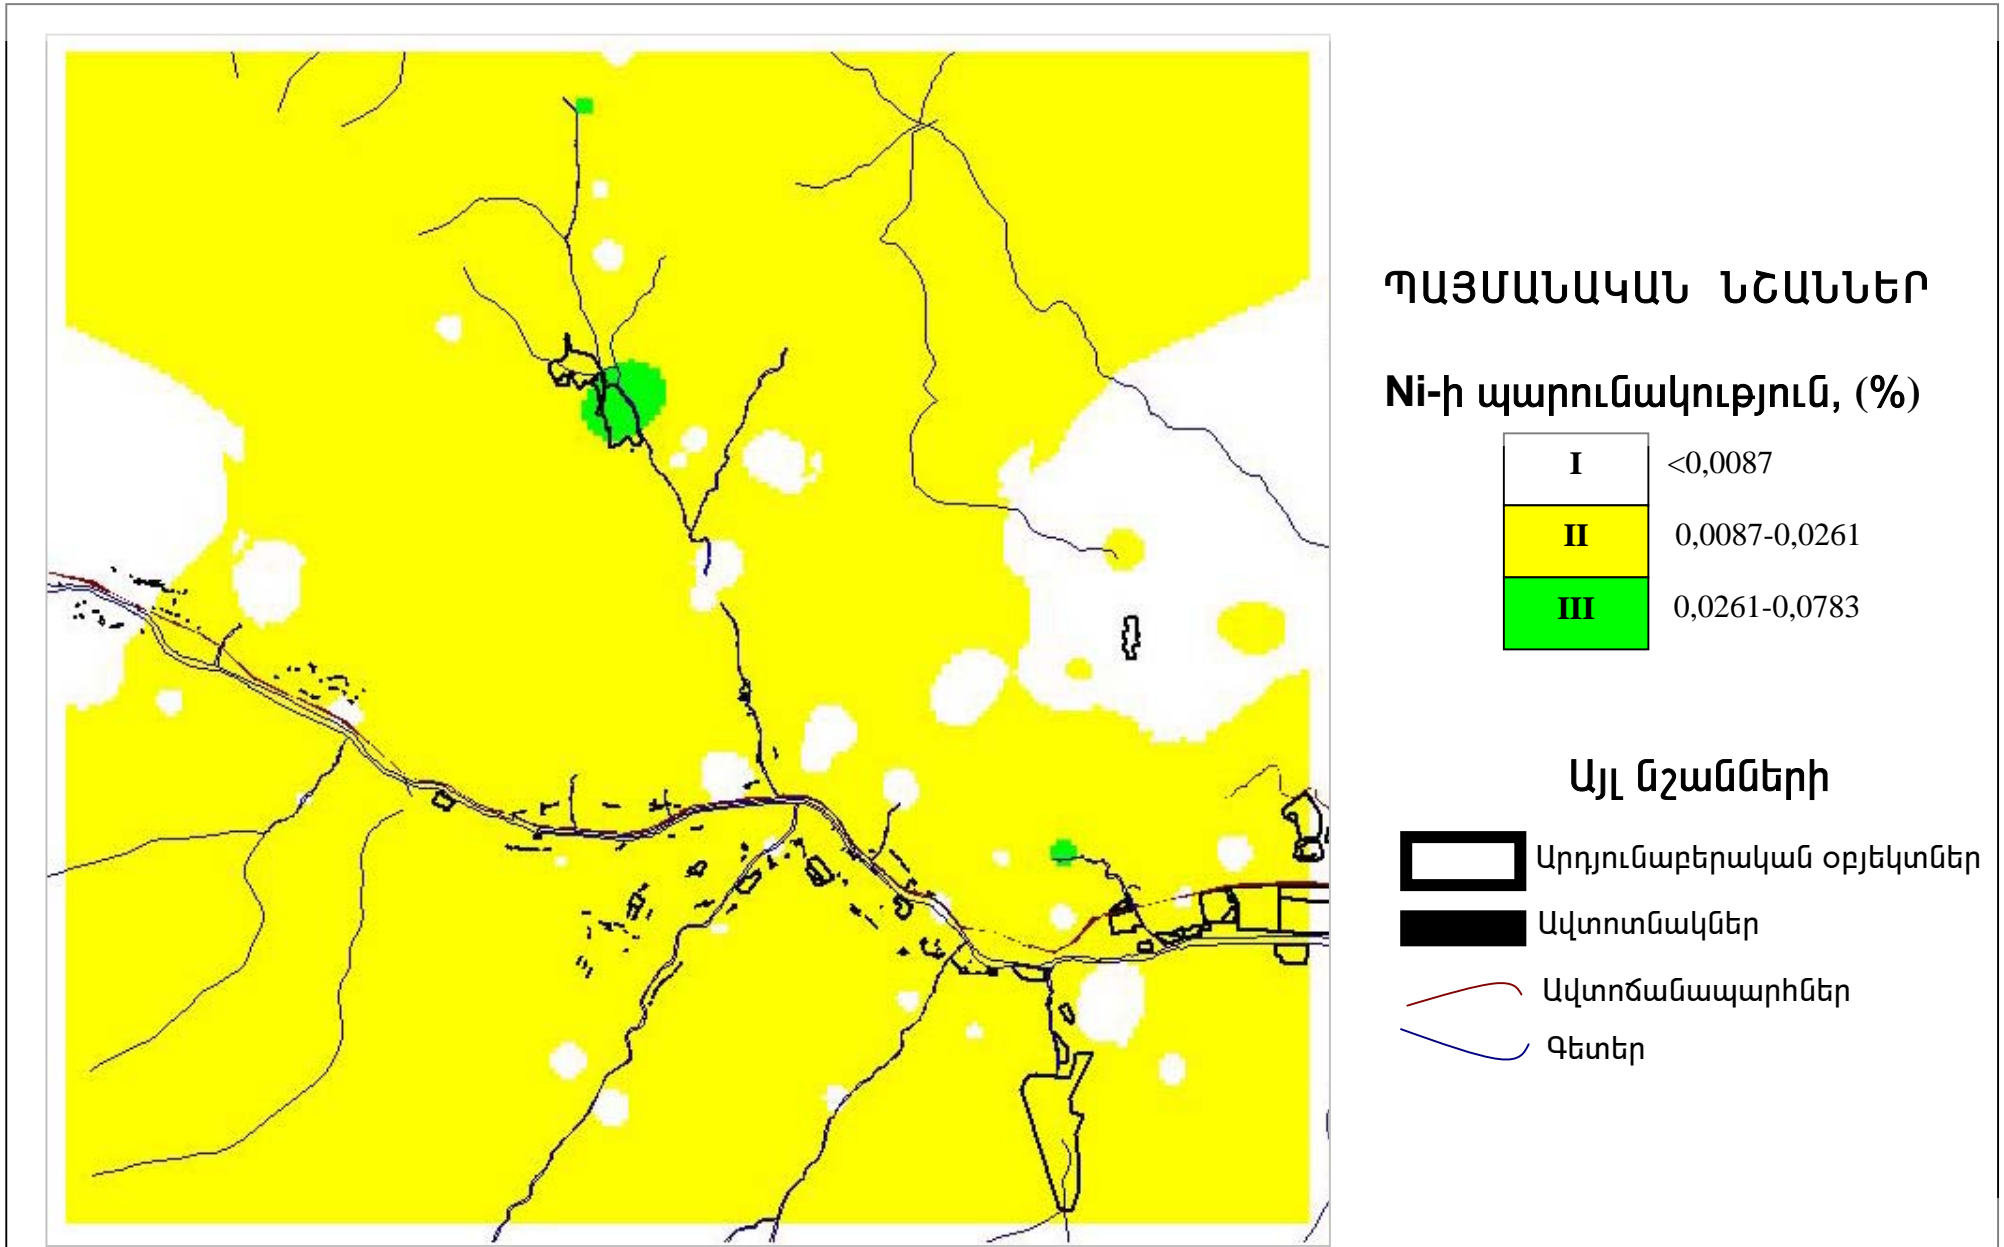 ՊԱՅՄԱՆԱԿԱՆ ՆՇԱՆՆԵՐ
Ni-ի պարունակություն, (%)
I <0,0087
II 0,0087-0,0261
III 0,0261-0,0783
Այլ նշանների
Արդյունաբերական օբյեկտներ
Ավտոտնակներ
Ավտոճանապարհներ
Գետեր